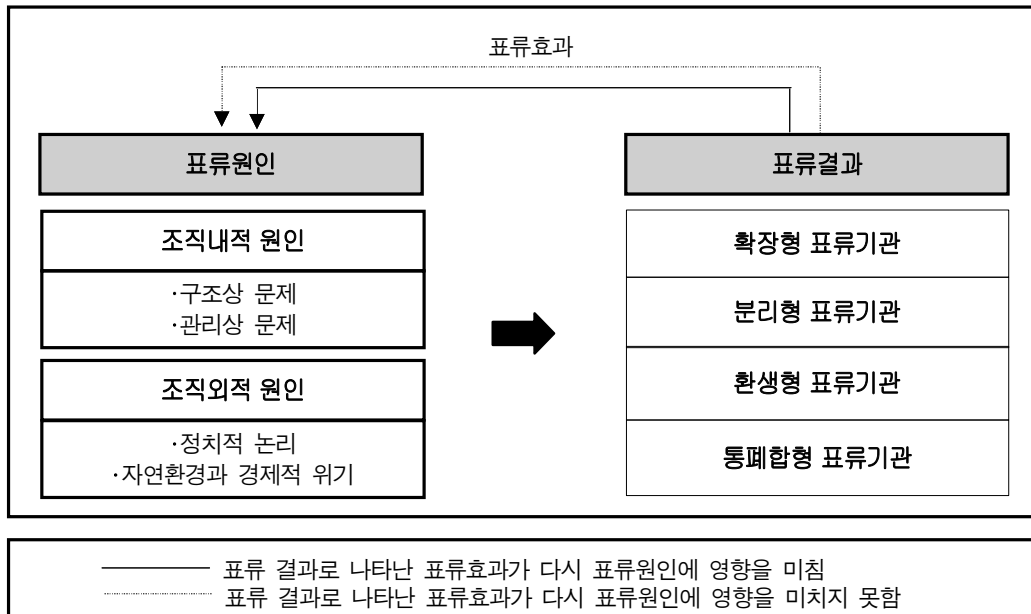 표류효과
표류원인
표류결과
조직내적 원인
·구조상 문제
·관리상 문제
조직외적 원인
·정치적 논리
·자연환경과 경제적 위기
확장형 표류기관
분리형 표류기관
환생형 표류기관
통폐합형 표류기관
표류 결과로 나타난 표류효과가 다시 표류원인에 영향을 미침
표류 결과로 나타난 표류효과가 다시 표류원인에 영향을 미치지 못함